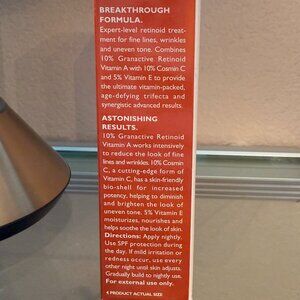 BREAKTHROUGH
FORMULA.
Expert-level retinoid treat-
ment for fine lines, wrinkles
and uneven tone. Combines
10% Granactive Retinoid
Vitamin A with 10% Cosmin C
and 5% Vitamin E to provide
the ultimate vitamin-packed,
age-defying trifecta and
synergistic advanced results.
ASTONISHING
RESULTS.
10% Granactive Retinoid
Vitamin A works intensively
to reduce the look of fine
lines and wrinkles. 10% Cosmin
C, a cutting-edge form of
Vitamin C, has a skin-friendly
bio-shell for increased
potency, helping to diminish
and brighten the look of
uneven tone. 5% Vitamin E
moisturizes, nourishes and
helps soothe the look of skin.
Directions: Apply nightly.
Use SPF protection during
the day. If mild irritation or
redness occur, use every
other night until skin adjusts.
Gradually build to nightly use.
For external use only.
PRODUCT ACTUAL SIZE